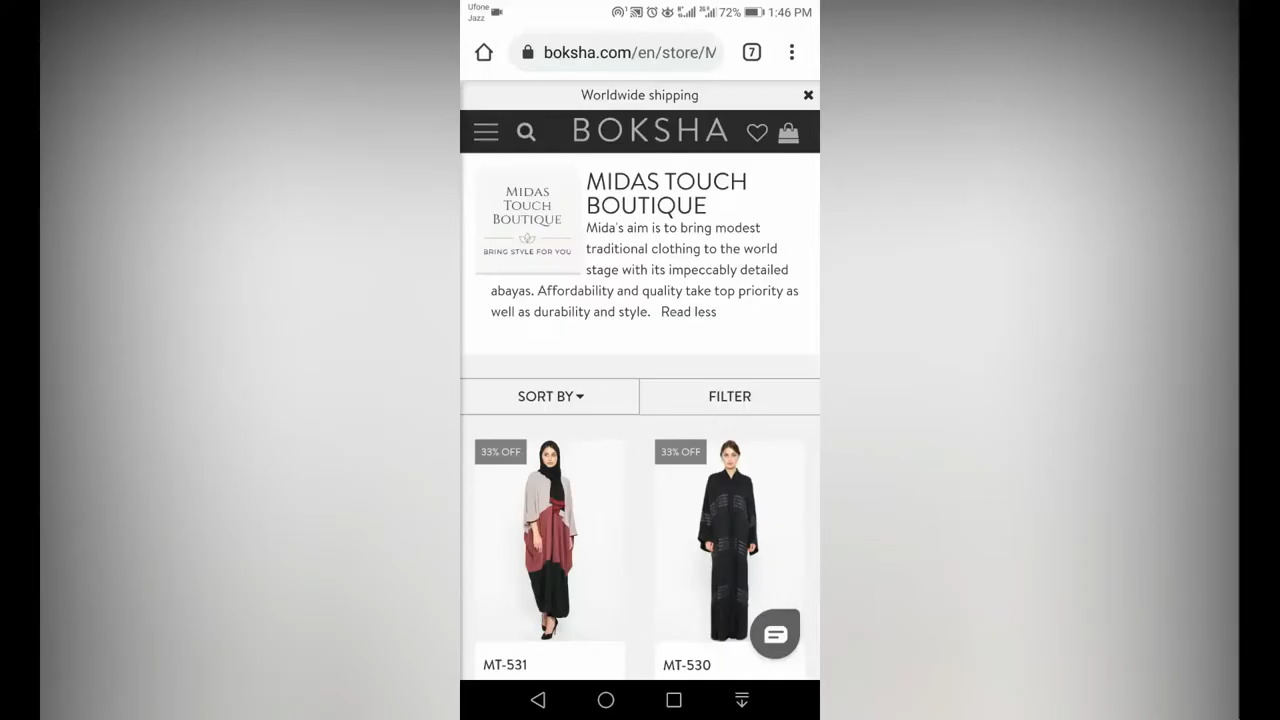 Ufone
Jazz
72% 1:46 PM
boksha.com/en/store/M
7
Worldwide shipping
BOKSHA
MIDAS
TOUCH
BOUTIQUE
BRING STYLE FOR YOU
MIDAS TOUCH
BOUTIQUE
Mida's aim is to bring modest
traditional clothing to the world
stage with its impeccably detailed
abayas. Affordability and quality take top priority as
well as durability and style. Read less
SORT BY
FILTER
33% OFF
33% OFF
MT-531
MT-530